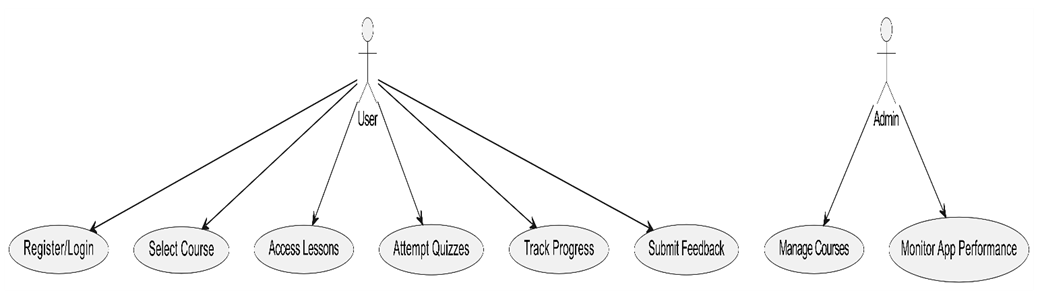 User
Admin
Register/Login
Select Course
Access Lessons
Attempt Quizzes
Track Progress
Submit Feedback
Manage Courses
Monitor App Performance